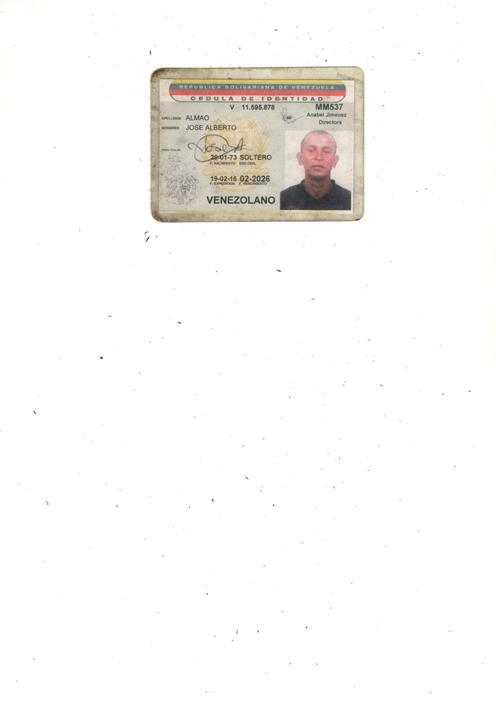 REPUBLICA BOLIVARIANA DE VENEZUELA
CEDULA DE IDENTIDAD
V 11.595.878
MM537
Anabel Jimenez
Directora
APELLIDOS ALMAO
NOMBRES JOSE ALBERTO
29-01-73 SOLTERO
F. NACIMIENTO EDO CIVIL
19-02-16 02-2026
F. EXPEDICION F. VENCIMIENTO
VENEZOLANO